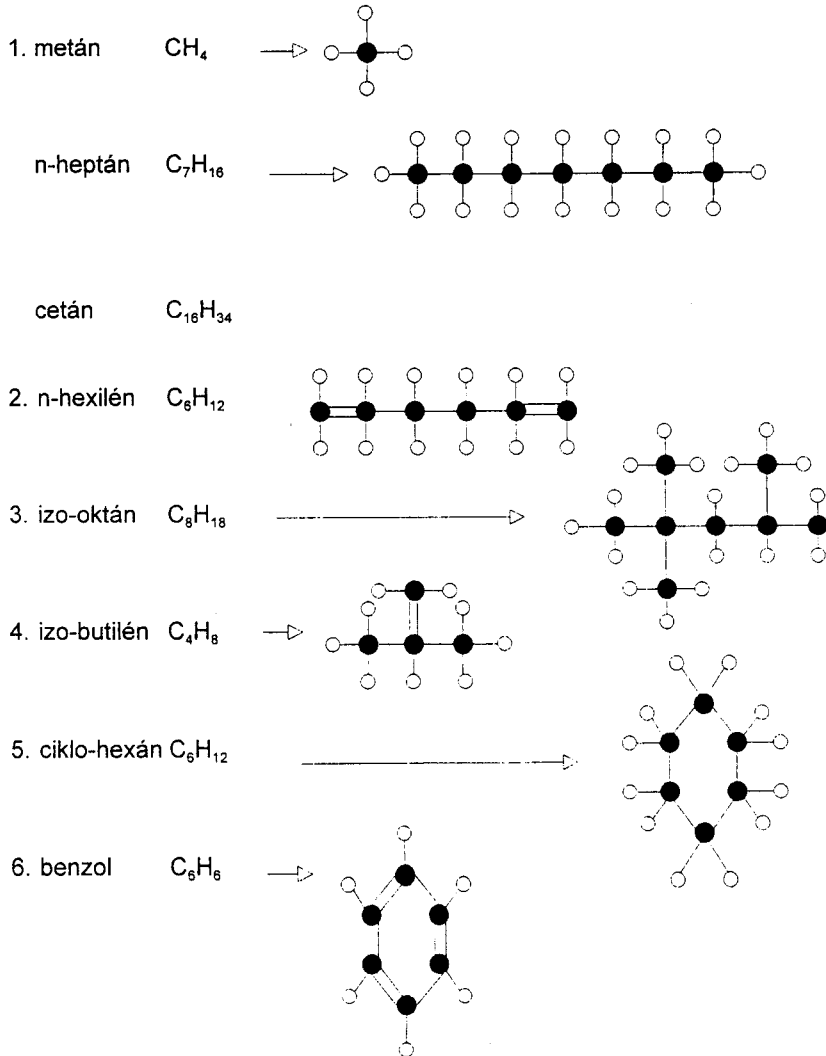 1. metán CH₄
n-heptán C₇H₁₆
cetán C₁₆H₃₄
2. n-hexilén C₆H₁₂
3. izo-oktán C₈H₁₈
4. izo-butilén C₄H₈
5. ciklo-hexán C₆H₁₂
6. benzol C₆H₆